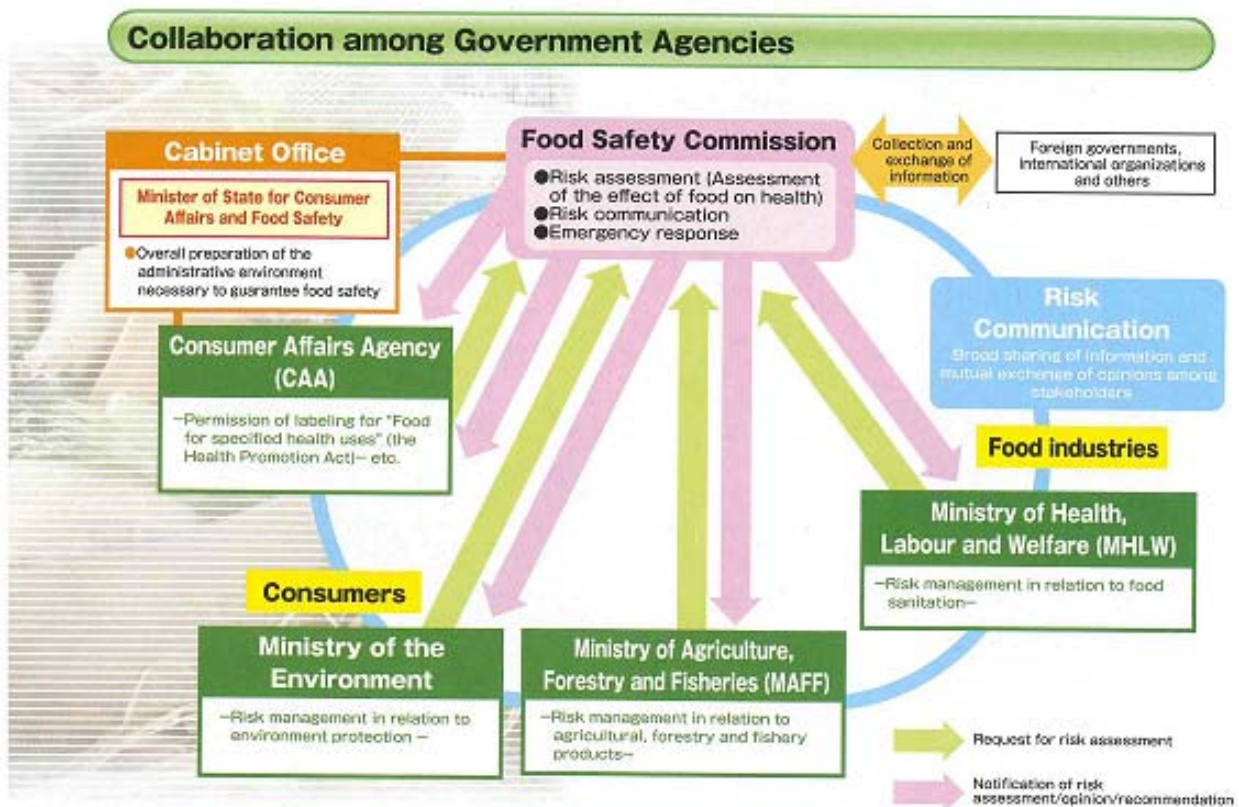 Collaboration among Government Agencies
Cabinet Office
Minister of State for Consumer
Affairs and Food Safety
●Overall preparation of the
administrative environment
necessary to guarantee food safety
Food Safety Commission
●Risk assessment (Assessment
of the effect of food on health)
●Risk communication
●Emergency response
Collection and
exchange of
information
Foreign governments,
international organizations
and others
Risk
Communication
Broad sharing of information and
mutual exchange of opinions among
stakeholders
Consumer Affairs Agency
(CAA)
−Permission of labeling for "Food
for specified health uses" (the
Health Promotion Act)− etc.
Food industries
Ministry of Health,
Labour and Welfare (MHLW)
−Risk management in relation to food
sanitation−
Consumers
Ministry of the
Environment
−Risk management in relation to
environment protection −
Ministry of Agriculture,
Forestry and Fisheries (MAFF)
−Risk management in relation to
agricultural, forestry and fishery
products−
Request for risk assessment
Notification of risk
assessment/opinion/recommendation